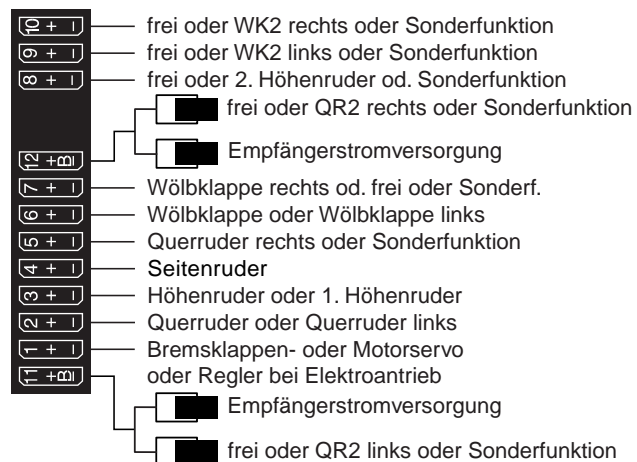 10 + – frei oder WK2 rechts oder Sonderfunktion
9 + – frei oder WK2 links oder Sonderfunktion
8 + – frei oder 2. Höhenruder od. Sonderfunktion
frei oder QR2 rechts oder Sonderfunktion
12 +B
Empfängerstromversorgung
7 + – Wölbklappe rechts od. frei oder Sonderf.
6 + – Wölbklappe oder Wölbklappe links
5 + – Querruder rechts oder Sonderfunktion
4 + – Seitenruder
3 + – Höhenruder oder 1. Höhenruder
2 + – Querruder oder Querruder links
1 + – Bremsklappen- oder Motorservo
11 +B oder Regler bei Elektroantrieb
Empfängerstromversorgung
frei oder QR2 links oder Sonderfunktion